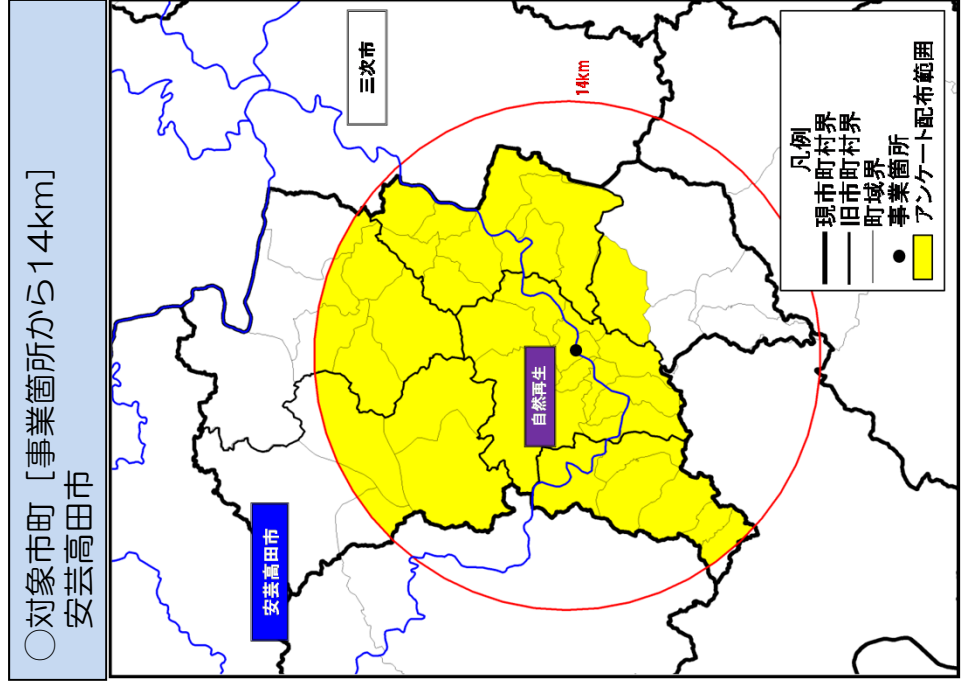 ○対象市町［事業箇所から14km］
安芸高田市
三次市
14km
自然再生
安芸高田市
凡例
現市町村界
旧市町村界
町域界
事業箇所
アンケート配布範囲